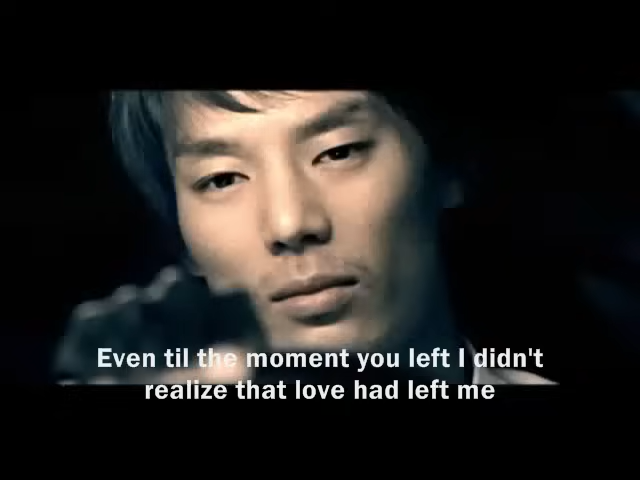 Even til the moment you left I didn't
realize that love had left me